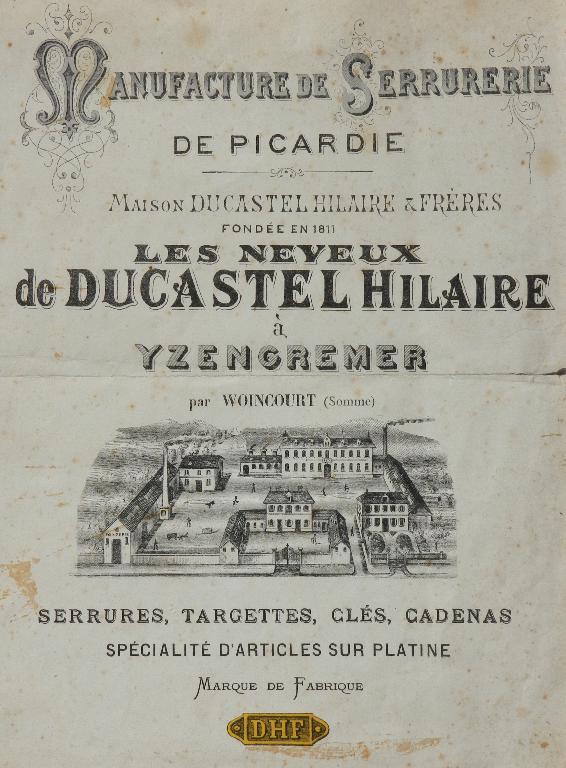 MANUFACTURE DE SERRURERIE
DE PICARDIE
MAISON DUCASTEL HILAIRE & FRÈRES
FONDÉE EN 1811
LES NEVEUX
de DUCASTEL HILAIRE
à
YZENGREMER
par WOINCOURT (Somme)
FONDERIE
SERRURES, TARGETTES, CLÉS, CADENAS
SPÉCIALITÉ D'ARTICLES SUR PLATINE
MARQUE DE FABRIQUE
DHF